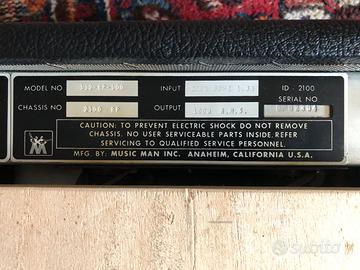 MODEL NO INPUT ID - 2100
CHASSIS NO 2100 RP OUTPUT R.M.S. SERIAL NO
CAUTION: TO PREVENT ELECTRIC SHOCK DO NOT REMOVE
CHASSIS. NO USER SERVICEABLE PARTS INSIDE. REFER
SERVICING TO QUALIFIED SERVICE PERSONNEL.
MFG BY: MUSIC MAN INC. ANAHEIM, CALIFORNIA U.S.A.
subito